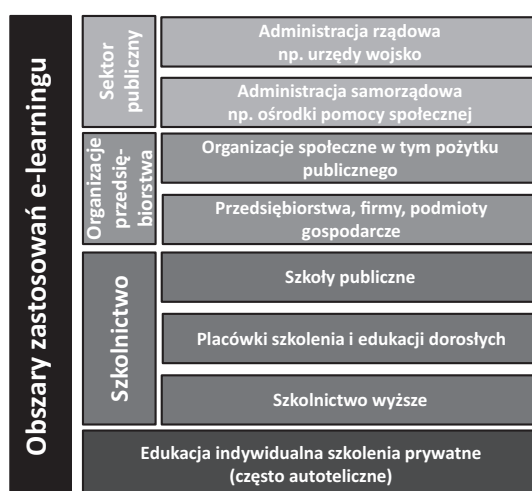 Obszary zastosowań e-learningu
Sektor
publiczny
Administracja rządowa
np. urzędy wojsko
Administracja samorządowa
np. ośrodki pomocy społecznej
Organizacje
przedsię-
biorstwa
Organizacje społeczne w tym pożytku
publicznego
Przedsiębiorstwa, firmy, podmioty
gospodarcze
Szkolnictwo
Szkoły publiczne
Placówki szkolenia i edukacji dorosłych
Szkolnictwo wyższe
Edukacja indywidualna szkolenia prywatne
(często autoteliczne)